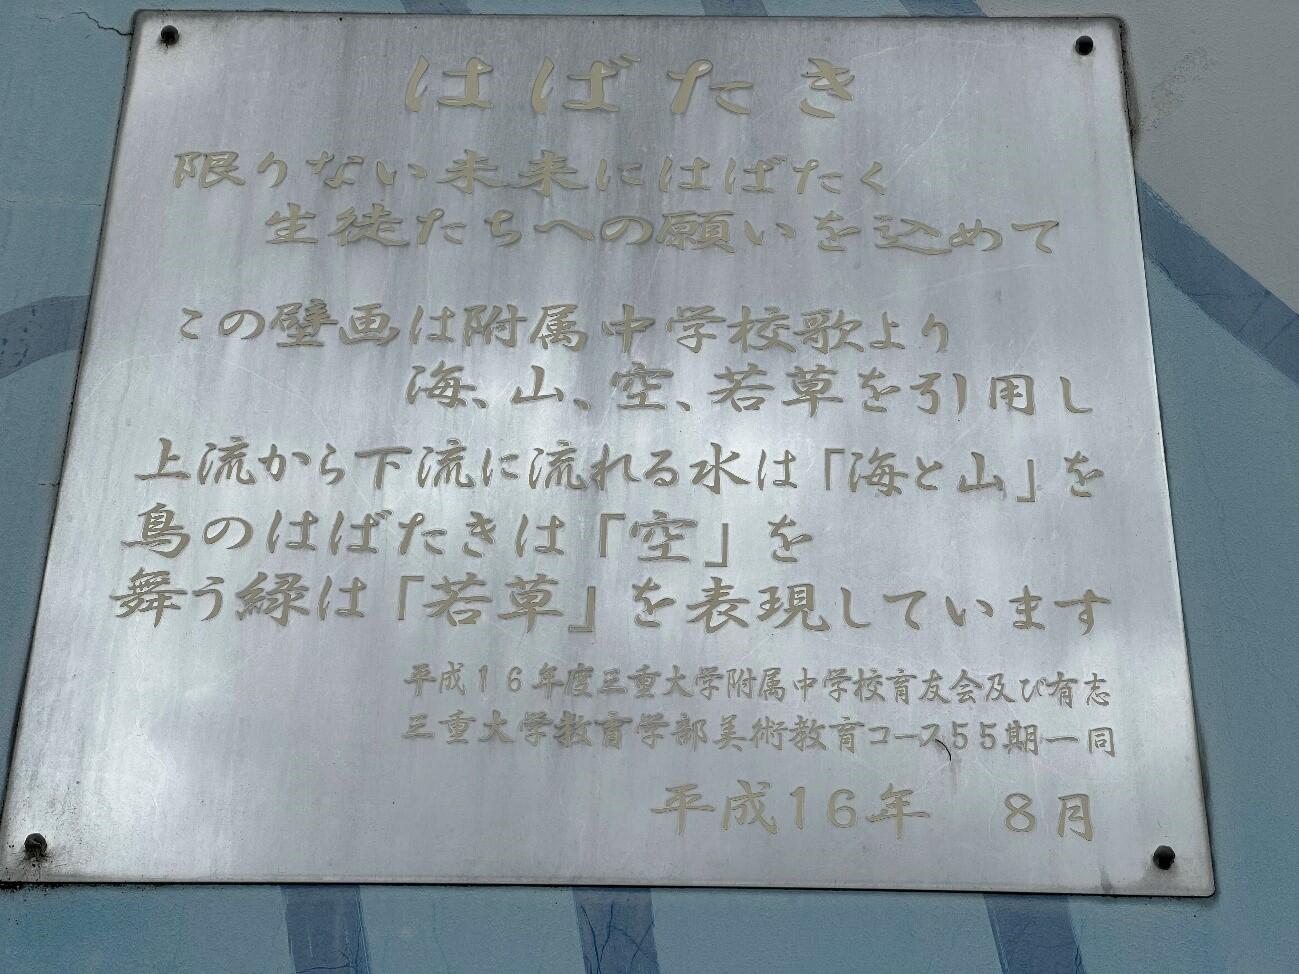 はばたき
限りない未来にはばたく
生徒たちへの願いを込めて
この壁画は附属中学校歌より
海、山、空、若草を引用し
上流から下流に流れる水は「海と山」を
鳥のはばたきは「空」を
舞う緑は「若草」を表現しています
平成16年度三重大学附属中学校育友会及び有志
三重大学教育学部美術教育コース55期一同
平成16年　8月